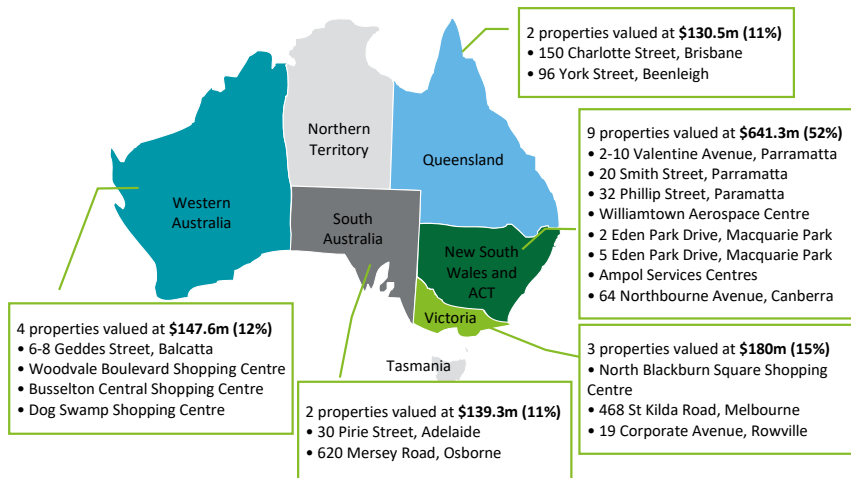 2 properties valued at $130.5m (11%)
• 150 Charlotte Street, Brisbane
• 96 York Street, Beenleigh
Northern
Territory
Queensland
Western
Australia
South
Australia
New South
Wales and
ACT
Victoria
Tasmania
9 properties valued at $641.3m (52%)
• 2-10 Valentine Avenue, Parramatta
• 20 Smith Street, Parramatta
• 32 Phillip Street, Paramatta
• Williamtown Aerospace Centre
• 2 Eden Park Drive, Macquarie Park
• 5 Eden Park Drive, Macquarie Park
• Ampol Services Centres
• 64 Northbourne Avenue, Canberra
4 properties valued at $147.6m (12%)
• 6-8 Geddes Street, Balcatta
• Woodvale Boulevard Shopping Centre
• Busselton Central Shopping Centre
• Dog Swamp Shopping Centre
2 properties valued at $139.3m (11%)
• 30 Pirie Street, Adelaide
• 620 Mersey Road, Osborne
3 properties valued at $180m (15%)
• North Blackburn Square Shopping
Centre
• 468 St Kilda Road, Melbourne
• 19 Corporate Avenue, Rowville